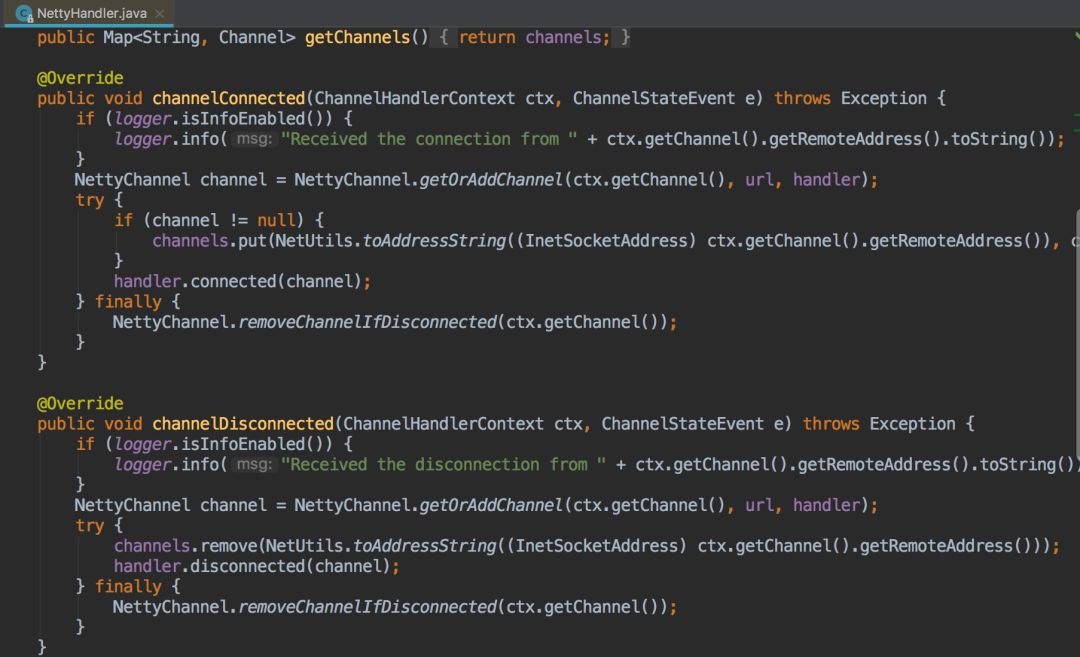 NettyHandler.java
public Map<String, Channel> getChannels() { return channels; }
@Override
public void channelConnected(ChannelHandlerContext ctx, ChannelStateEvent e) throws Exception {
if (logger.isInfoEnabled()) {
logger.info( msg: "Received the connection from " + ctx.getChannel().getRemoteAddress().toString());
}
NettyChannel channel = NettyChannel.getOrAddChannel(ctx.getChannel(), url, handler);
try {
if (channel != null) {
channels.put(NetUtils.toAddressString((InetSocketAddress) ctx.getChannel().getRemoteAddress()), c
}
handler.connected(channel);
} finally {
NettyChannel.removeChannelIfDisconnected(ctx.getChannel());
}
}
@Override
public void channelDisconnected(ChannelHandlerContext ctx, ChannelStateEvent e) throws Exception {
if (logger.isInfoEnabled()) {
logger.info( msg: "Received the disconnection from " + ctx.getChannel().getRemoteAddress().toString())
}
NettyChannel channel = NettyChannel.getOrAddChannel(ctx.getChannel(), url, handler);
try {
channels.remove(NetUtils.toAddressString((InetSocketAddress) ctx.getChannel().getRemoteAddress()));
handler.disconnected(channel);
} finally {
NettyChannel.removeChannelIfDisconnected(ctx.getChannel());
}
}